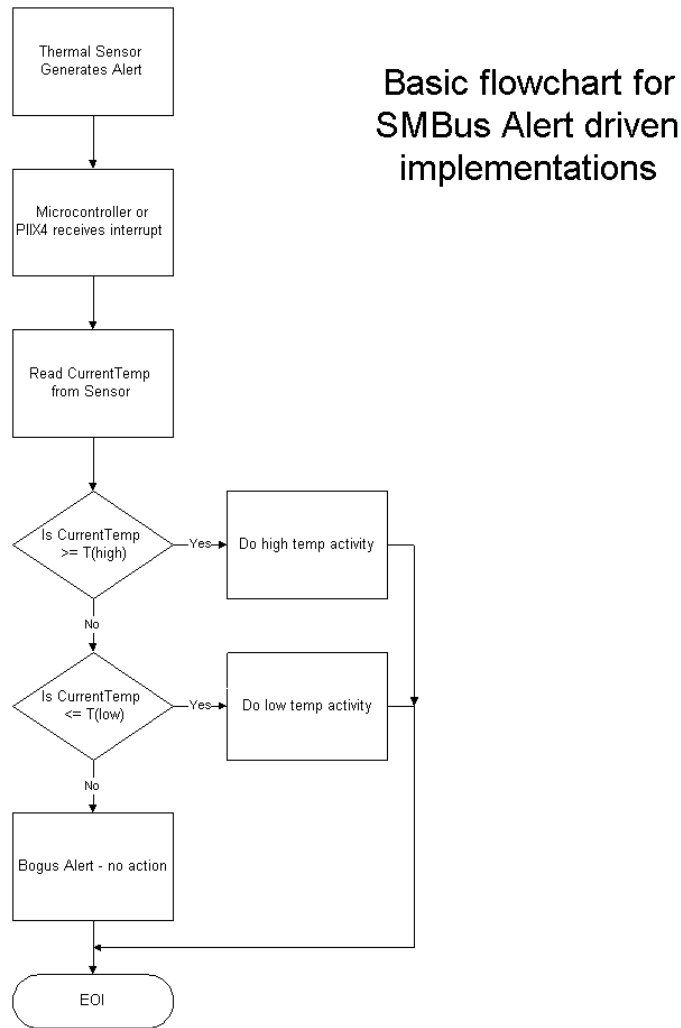 Thermal Sensor
Generates Alert
Basic flowchart for
SMBus Alert driven
implementations
Microcontroller or
PIIX4 receives interrupt
Read CurrentTemp
from Sensor
Is CurrentTemp
>= T(high)
Yes
Do high temp activity
No
Is CurrentTemp
<= T(low)
Yes
Do low temp activity
No
Bogus Alert - no action
EOI